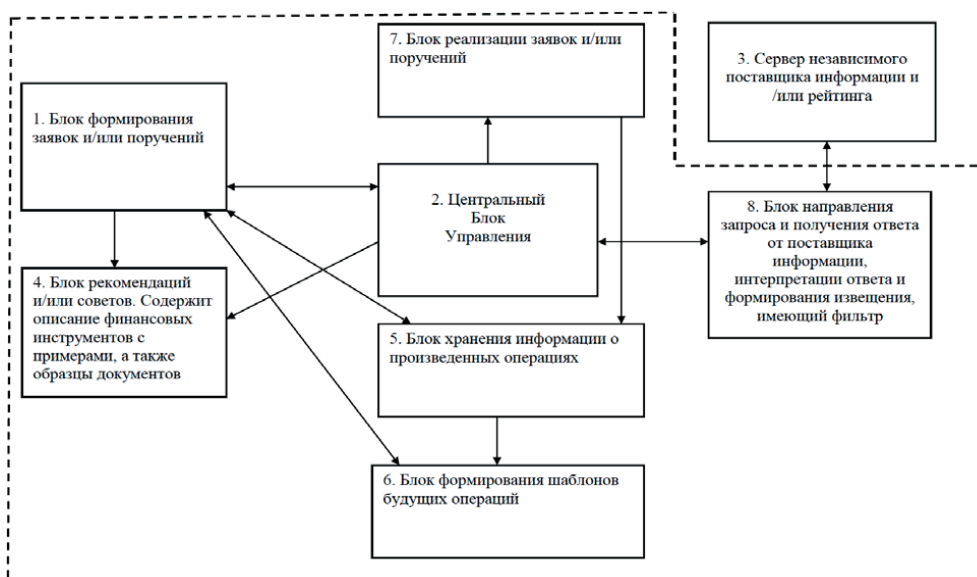 7. Блок реализации заявок и/или
поручений
3. Сервер независимого
поставщика информации и
/или рейтинга
1. Блок формирования
заявок и/или поручений
2. Центральный
Блок
Управления
8. Блок направления
запроса и получения ответа
от поставщика
информации,
интерпретации ответа и
формирования извещения,
имеющий фильтр
4. Блок рекомендаций
и/или советов. Содержит
описание финансовых
инструментов с
примерами, а также
образцы документов
5. Блок хранения информации о
произведенных операциях
6. Блок формирования шаблонов
будущих операций